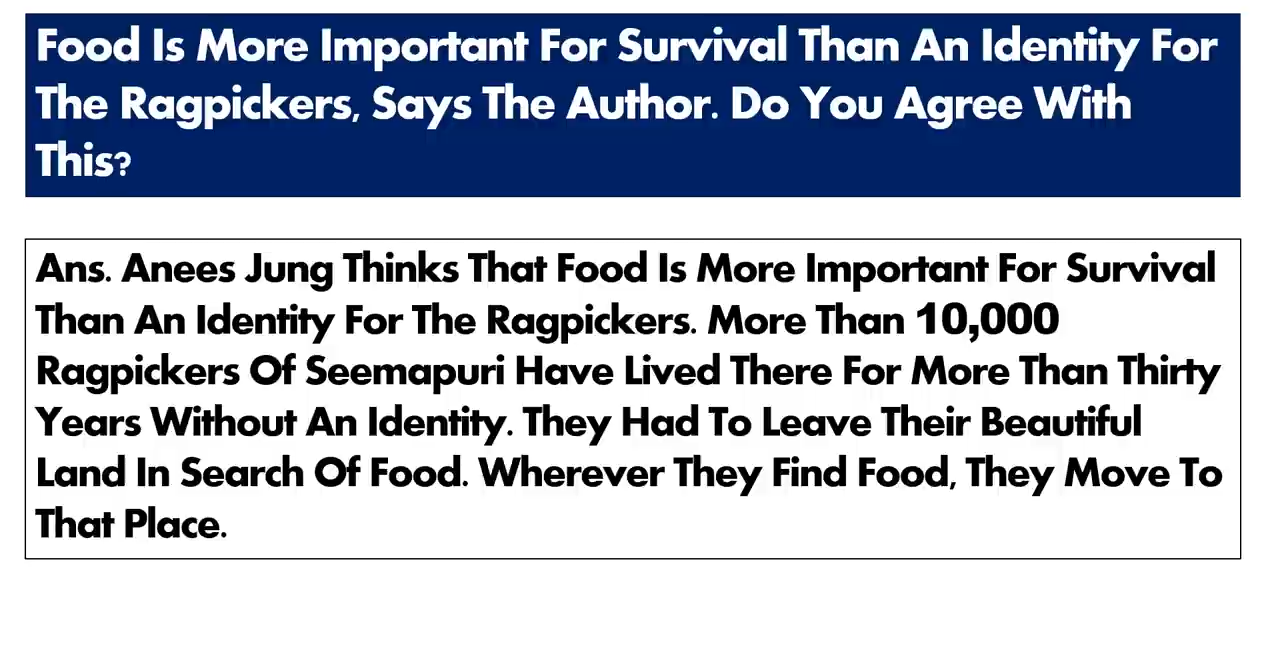 Food Is More Important For Survival Than An Identity For
The Ragpickers, Says The Author. Do You Agree With
This?
Ans. Anees Jung Thinks That Food Is More Important For Survival
Than An Identity For The Ragpickers. More Than 10,000
Ragpickers Of Seemapuri Have Lived There For More Than Thirty
Years Without An Identity. They Had To Leave Their Beautiful
Land In Search Of Food. Wherever They Find Food, They Move To
That Place.